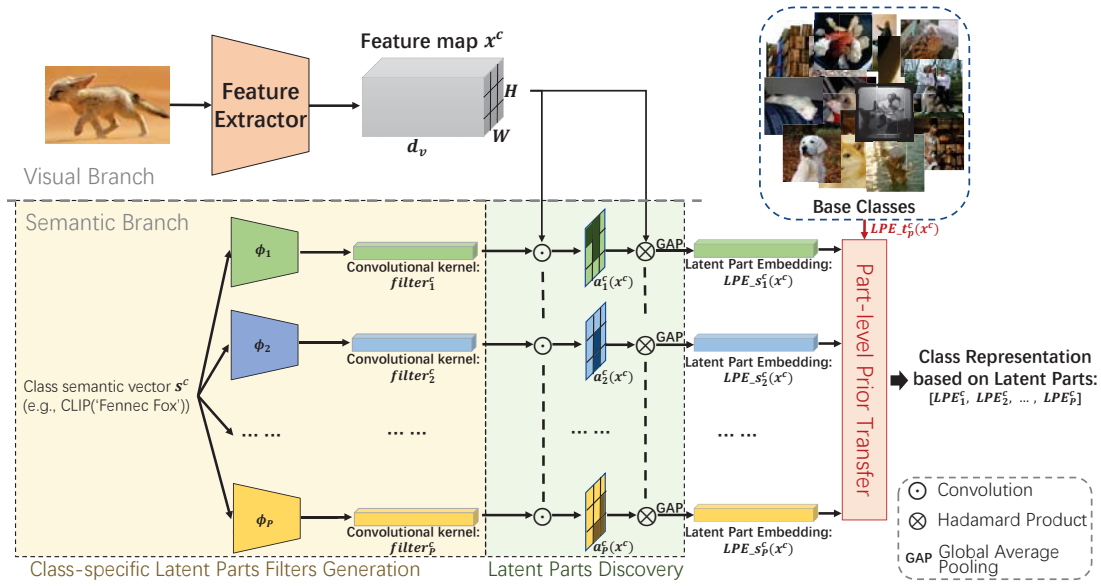 Feature map x^c
Feature
Extractor
H
W
d_v
Visual Branch
Semantic Branch
Base Classes
LPE_t_p^c(x^c)
ϕ_1
Convolutional kernel:
filter_1^c
a_1^c(x^c)
GAP
Latent Part Embedding:
LPE_s_1^c(x^c)
ϕ_2
Convolutional kernel:
filter_2^c
a_2^c(x^c)
GAP
Latent Part Embedding:
LPE_s_2^c(x^c)
Class semantic vector s^c
(e.g., CLIP('Fennec Fox'))
... ...
... ...
... ...
... ...
ϕ_P
Convolutional kernel:
filter_P^c
a_P^c(x^c)
GAP
Latent Part Embedding:
LPE_s_P^c(x^c)
Part-level Prior Transfer
Class Representation
based on Latent Parts:
[LPE_1^c, LPE_2^c, ... , LPE_P^c]
⊙ Convolution
⊗ Hadamard Product
GAP Global Average
Pooling
Class-specific Latent Parts Filters Generation
Latent Parts Discovery